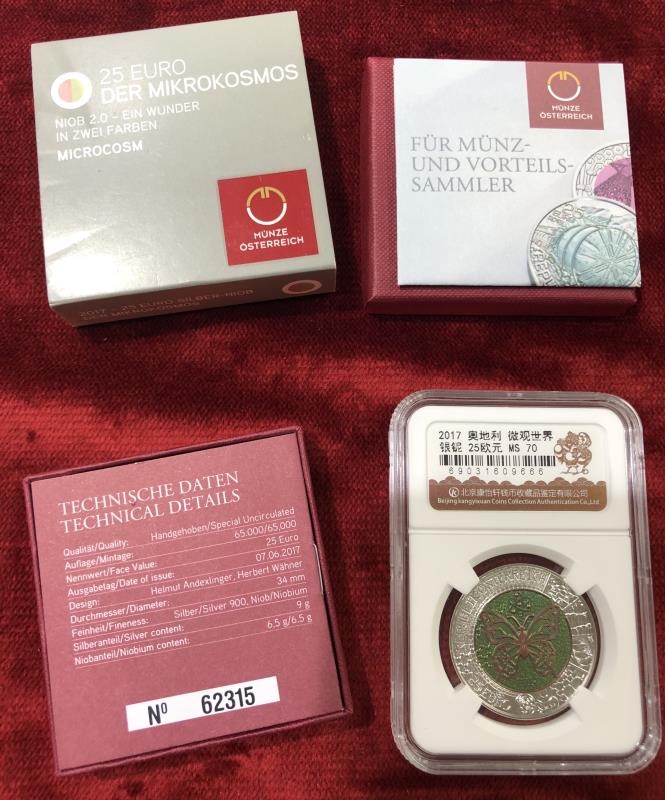 25 EURO
DER MIKROKOSMOS
NIOB 2.0 – EIN WUNDER
IN ZWEI FARBEN
MICROCOSM
MÜNZE
ÖSTERREICH
2017 – 25 EURO SILBER-NIOB
DER MIKROKOSMOS
MÜNZE
ÖSTERREICH
FÜR MÜNZ-
UND VORTEILS-
SAMMLER
TECHNISCHE DATEN
TECHNICAL DETAILS
Qualität/Quality: Handgehoben/Special Uncirculated
Auflage/Mintage: 65.000/65,000
Nennwert/Face Value: 25 Euro
Ausgabetag/Date of issue: 07.06.2017
Design: Helmut Andexlinger, Herbert Wähner
Durchmesser/Diameter: 34 mm
Feinheit/Fineness: Silber/Silver 900, Niob/Niobium
Silberanteil/Silver content: 9 g
Niobanteil/Niobium content: 6,5 g/6.5 g
Nº 62315
2017 奥地利 微观世界
银铌 25欧元 MS 70
69031609666
北京康怡轩钱币收藏品鉴定有限公司
Beijing kangyixuan Coins Collection Authentication Co.,Ltd